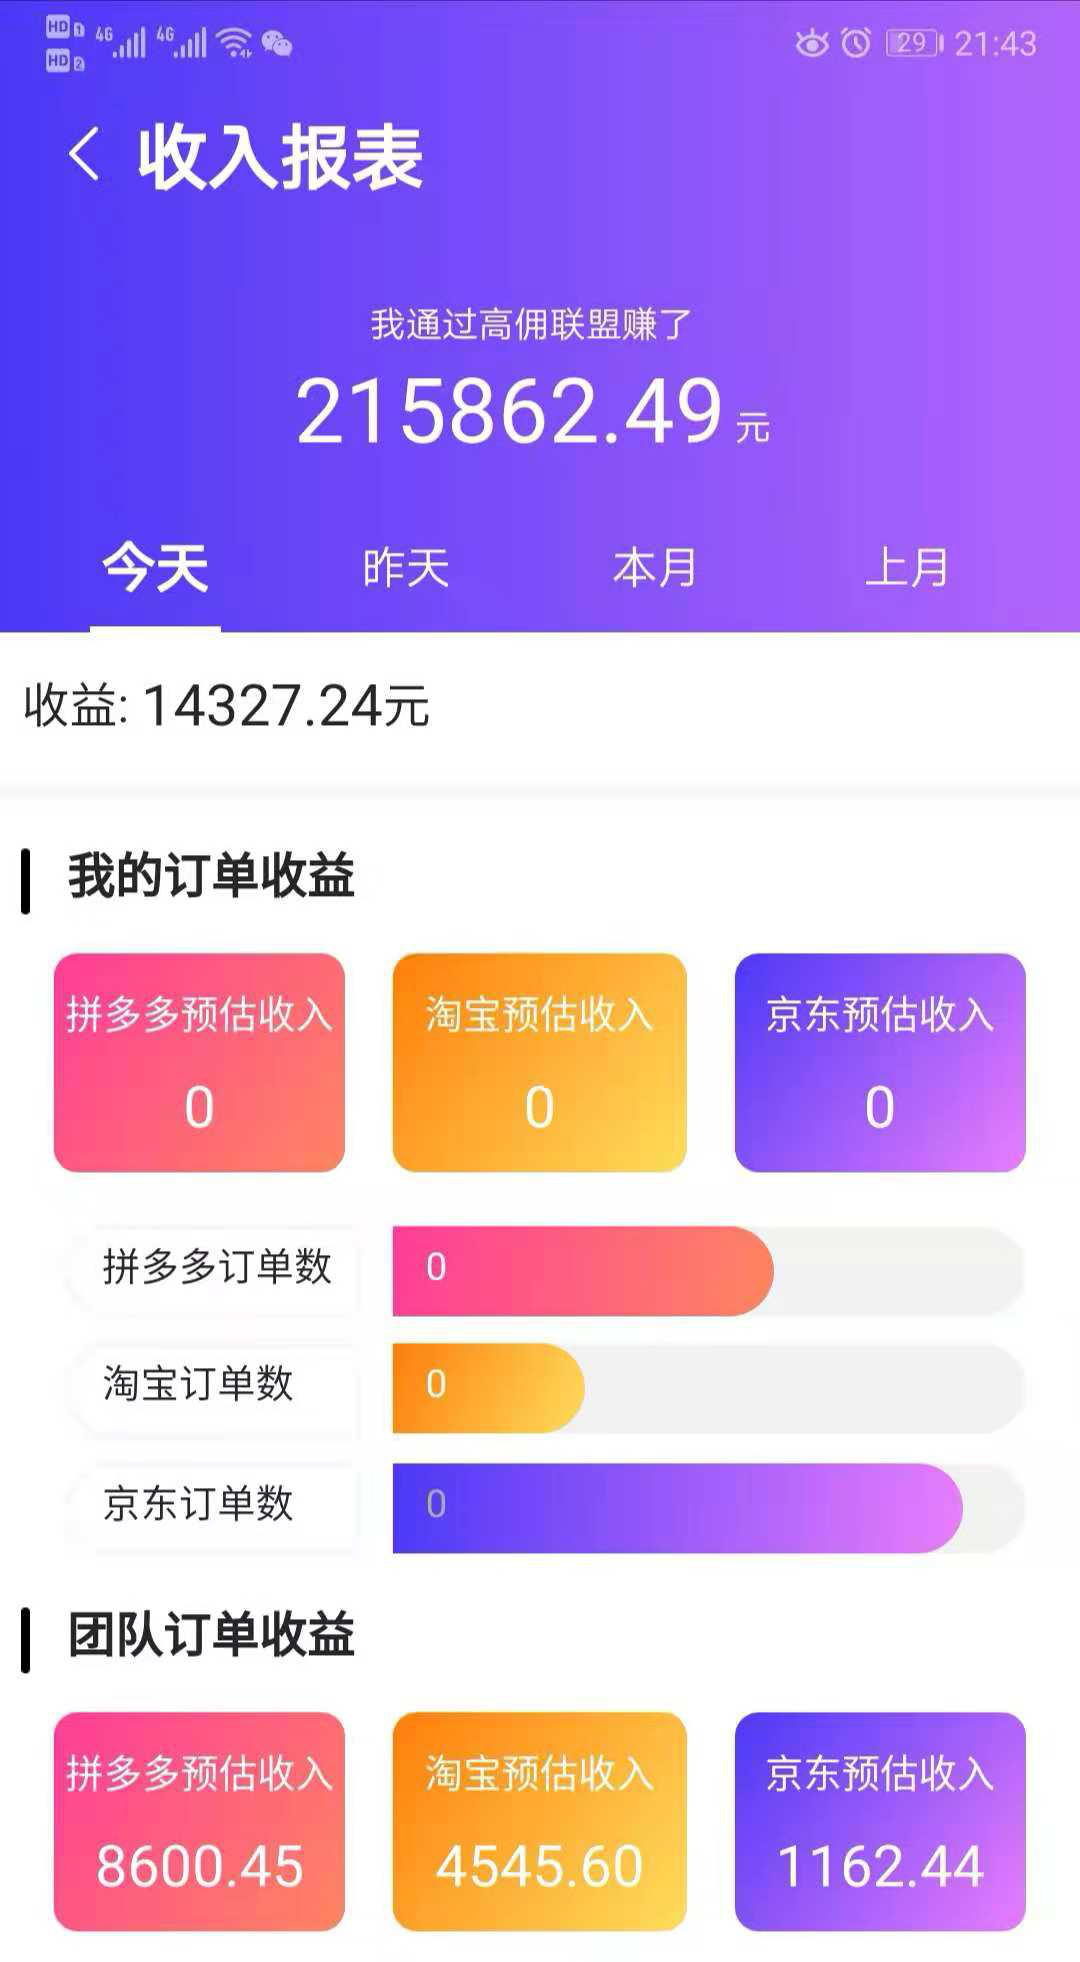 HD 1 4G 4G 29 21:43
HD 2
收入报表
我通过高佣联盟赚了
215862.49 元
今天 昨天 本月 上月
收益: 14327.24元
我的订单收益
拼多多预估收入 淘宝预估收入 京东预估收入
0 0 0
拼多多订单数 0
淘宝订单数 0
京东订单数 0
团队订单收益
拼多多预估收入 淘宝预估收入 京东预估收入
8600.45 4545.60 1162.44